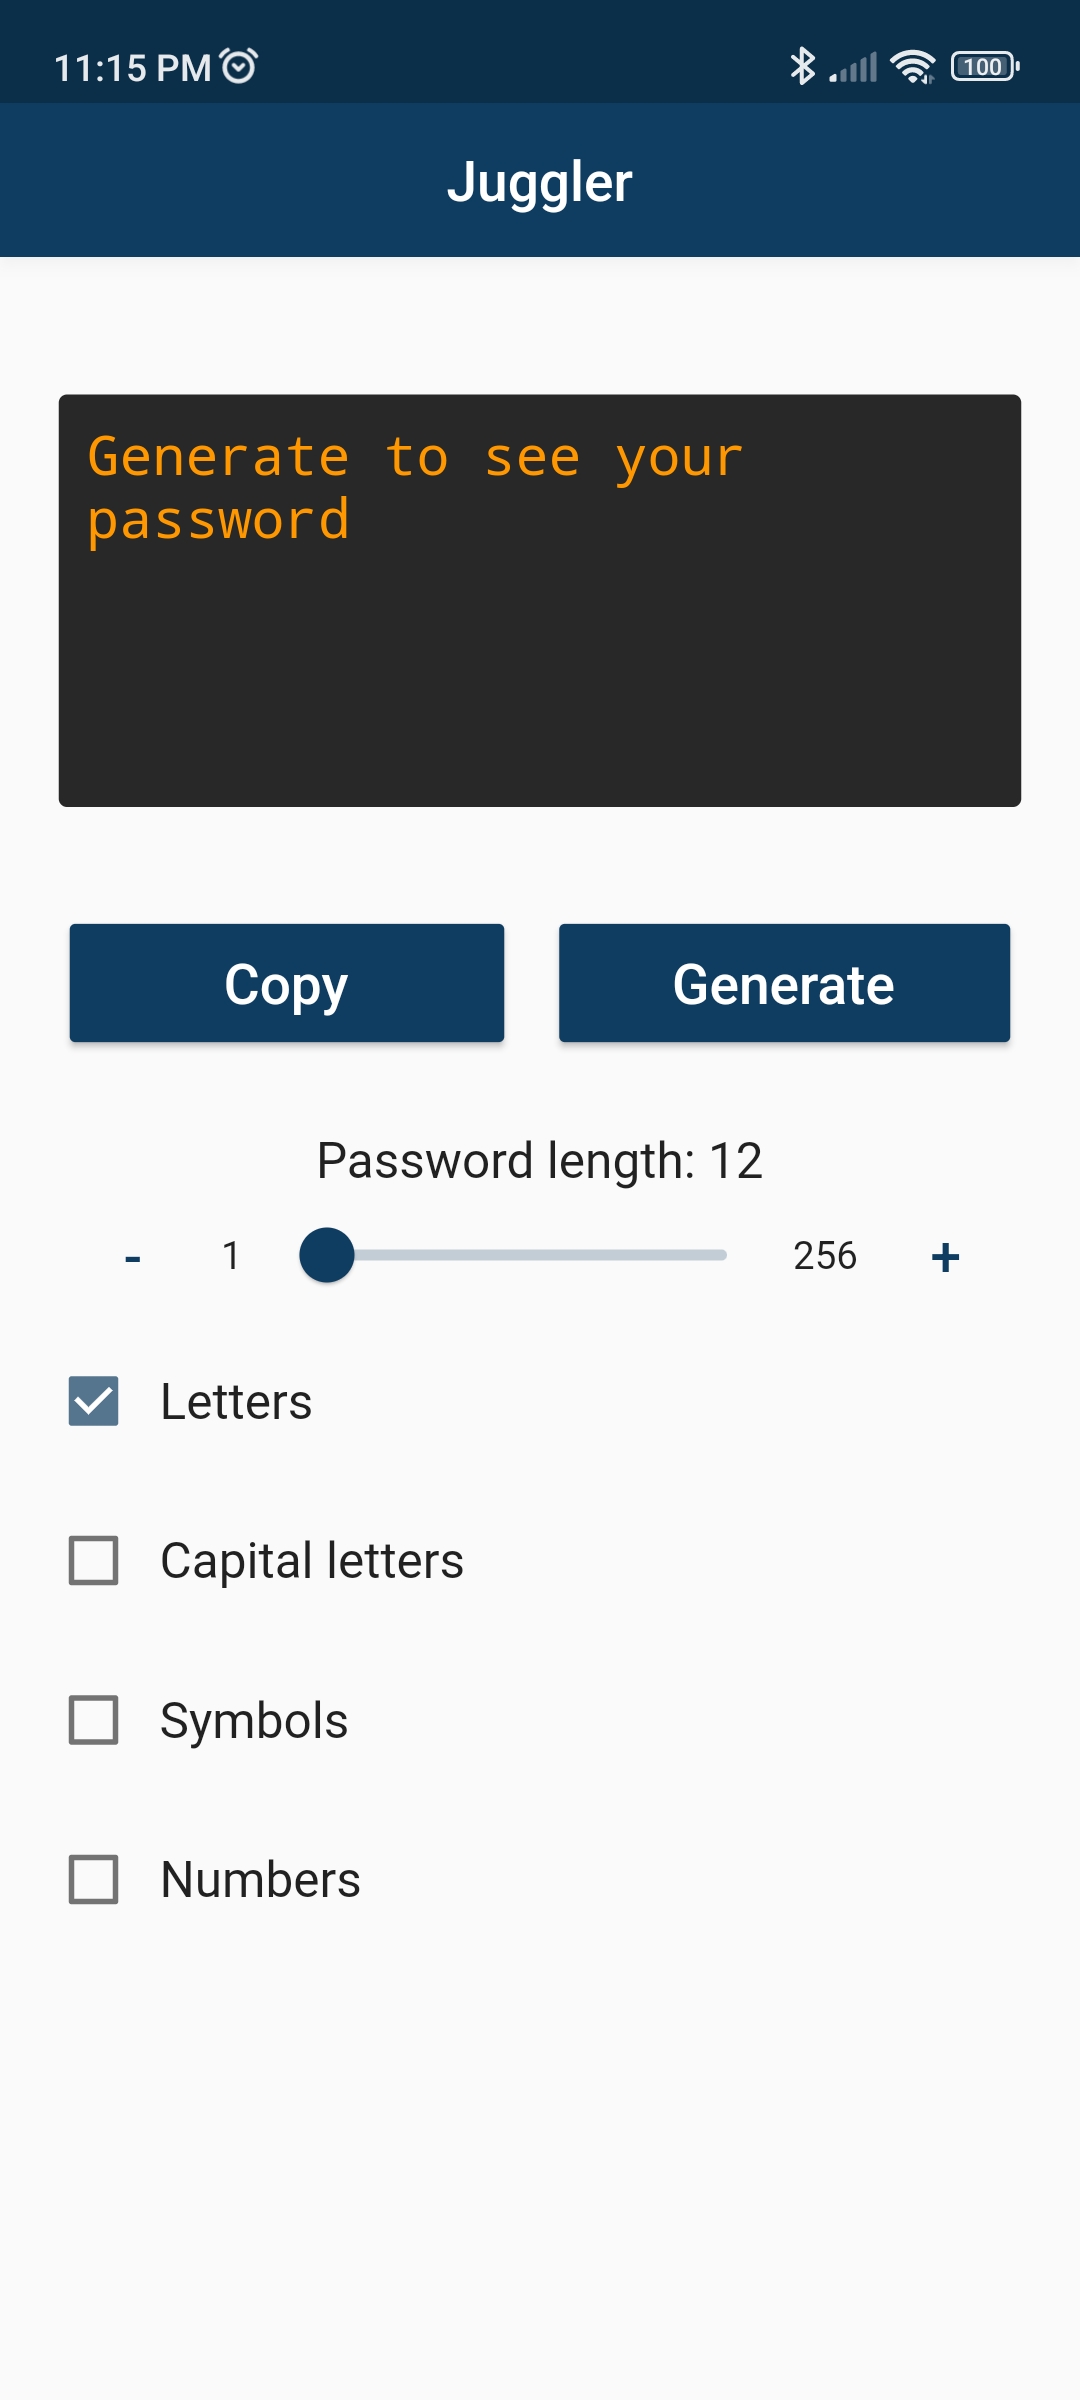 11:15 PM
100
Juggler
Generate to see your
password
Copy Generate
Password length: 12
- 1 256 +
Letters
Capital letters
Symbols
Numbers